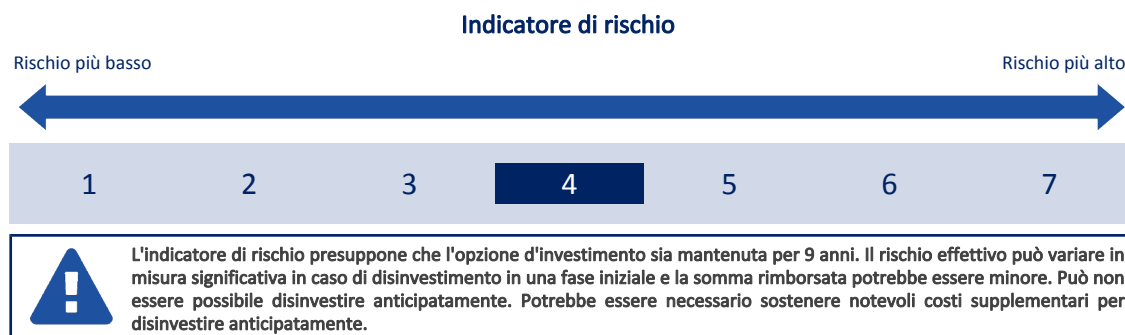 Indicatore di rischio
Rischio più basso
Rischio più alto
1 2 3 4 5 6 7
L'indicatore di rischio presuppone che l'opzione d'investimento sia mantenuta per 9 anni. Il rischio effettivo può variare in
misura significativa in caso di disinvestimento in una fase iniziale e la somma rimborsata potrebbe essere minore. Può non
essere possibile disinvestire anticipatamente. Potrebbe essere necessario sostenere notevoli costi supplementari per
disinvestire anticipatamente.